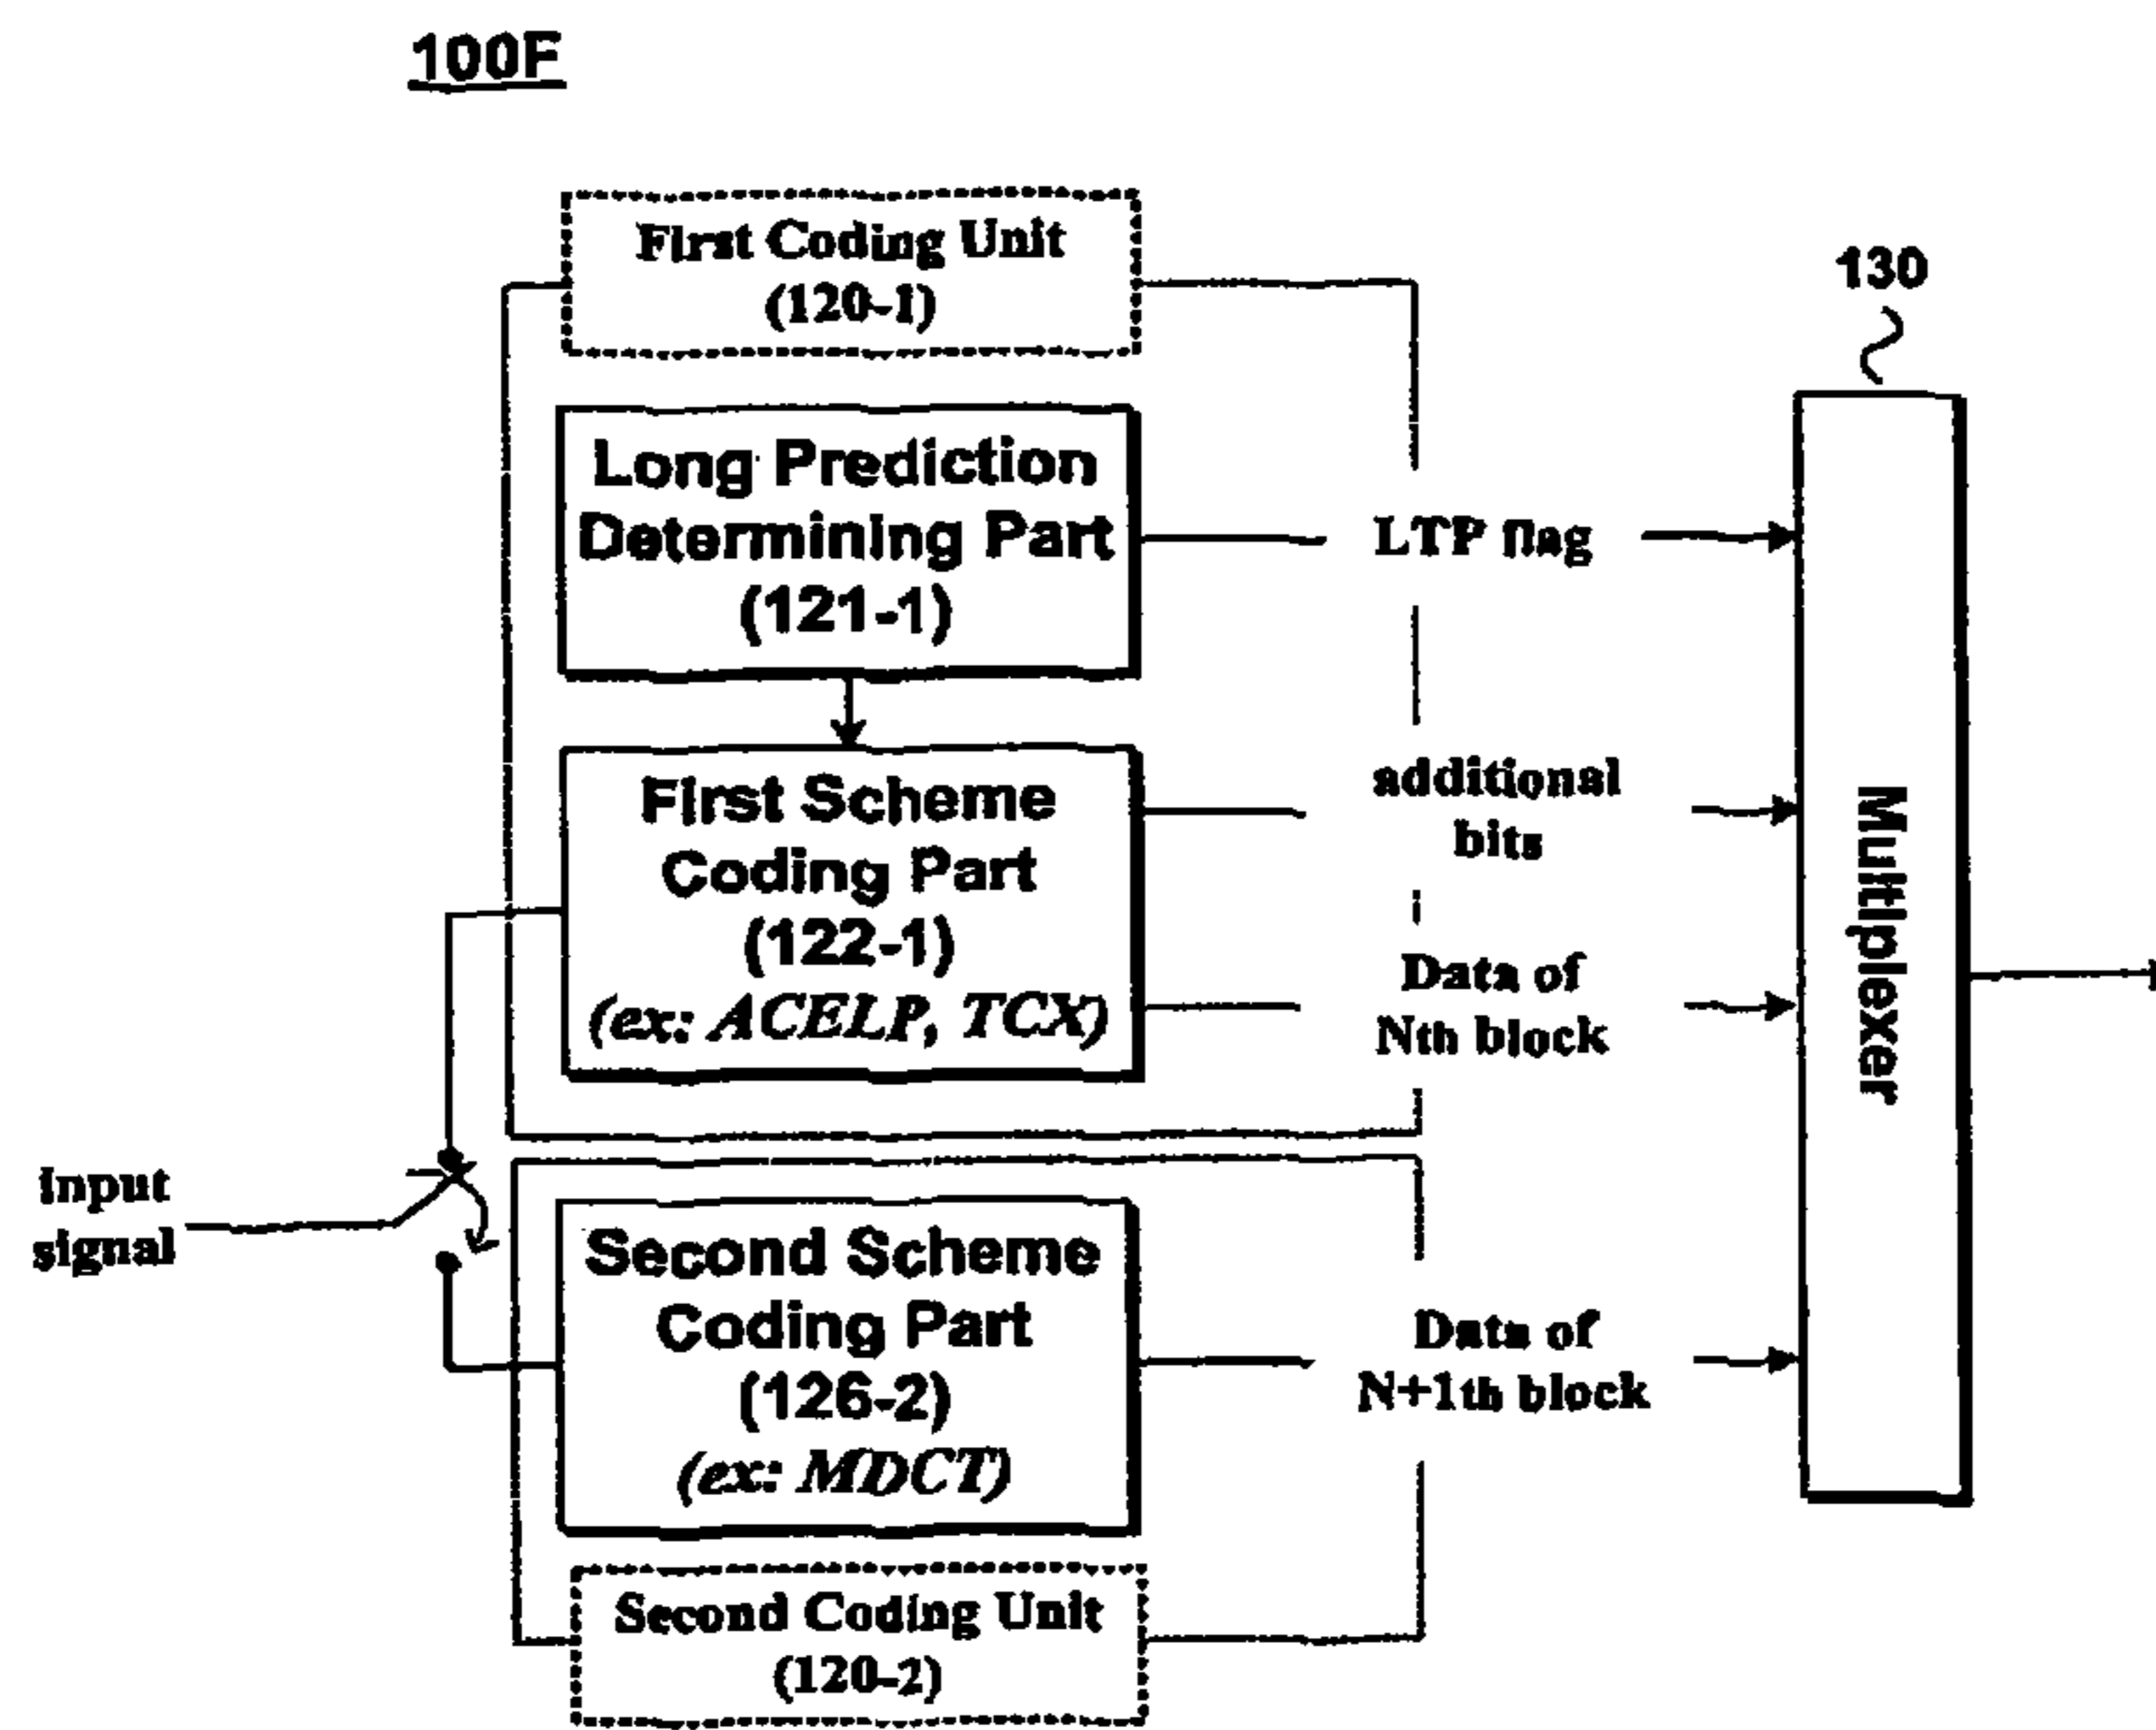 100F
First Coding Unit
(120-1)
130
Long Prediction
Determining Part
(121-1)
LTP flag
First Scheme
Coding Part
(122-1)
(ex: ACELP, TCX)
additional
bits
Data of
Nth block
Multiplexer
Input
signal
Second Scheme
Coding Part
(126-2)
(ex: MDCT)
Data of
N+1th block
Second Coding Unit
(120-2)